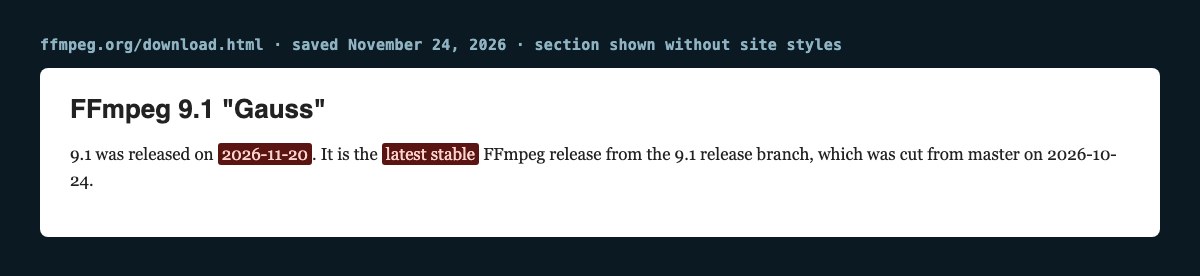 ffmpeg.org/download.html · saved November 24, 2026 · section shown without site styles
FFmpeg 9.1 "Gauss"
9.1 was released on 2026-11-20. It is the latest stable FFmpeg release from the 9.1 release branch, which was cut from master on 2026-10-
24.